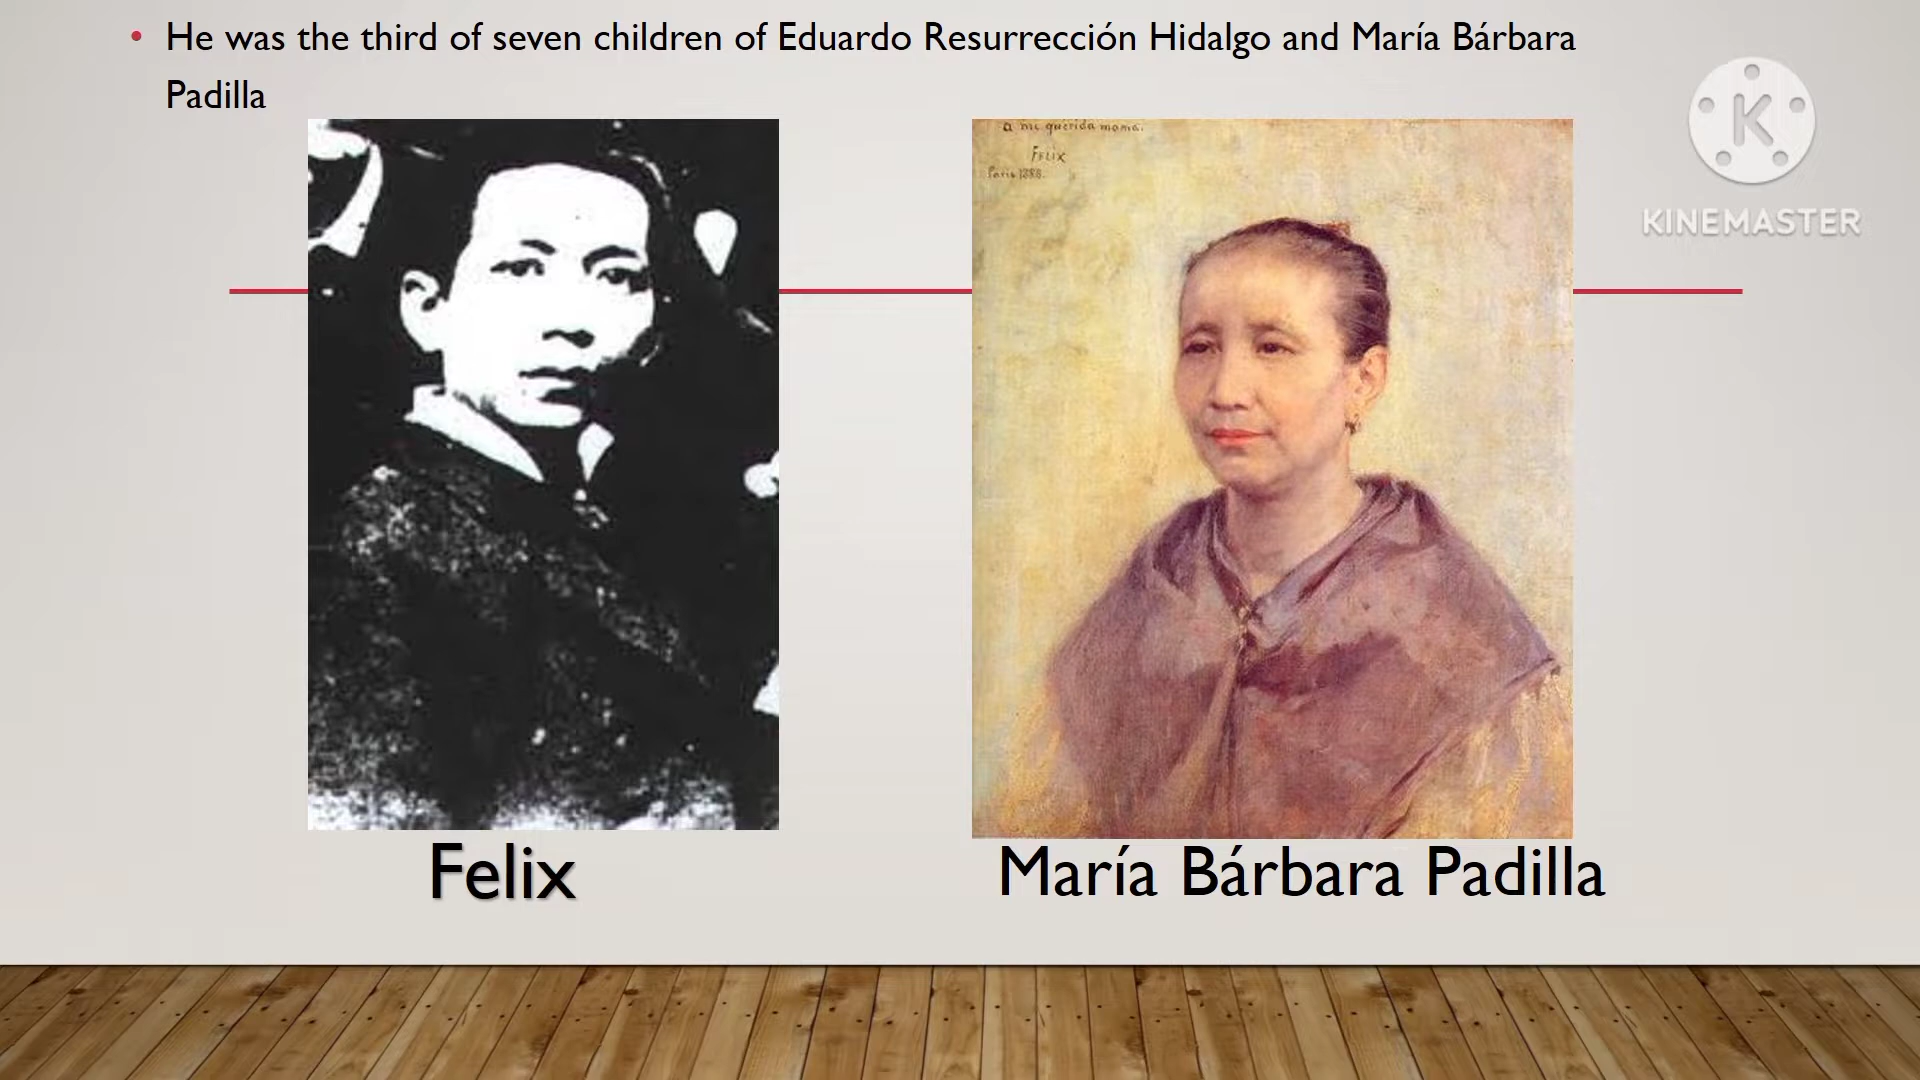 • He was the third of seven children of Eduardo Resurrección Hidalgo and María Bárbara
Padilla
K
KINEMASTER
a mi querida mamá.
FELIX
Paris 1888.
Felix
María Bárbara Padilla